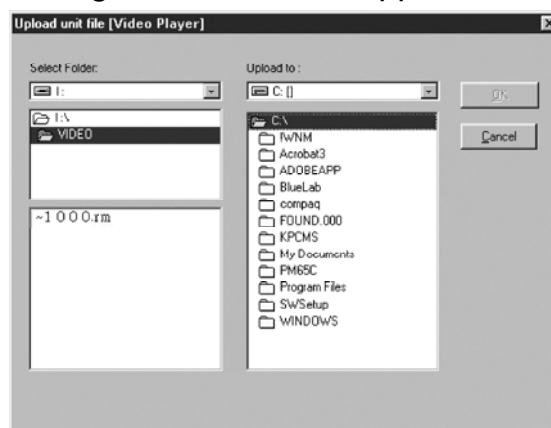 Upload unit file [Video Player]
Select Folder:
I:
I:\
VIDEO
~1000.rm
Upload to :
C: []
C:\
Acrobat3
ADOBEAPP
BlueLab
compaq
FOUND.000
KPCMS
My Documents
PM65C
Program Files
SWSetup
WINDOWS
OK
Cancel